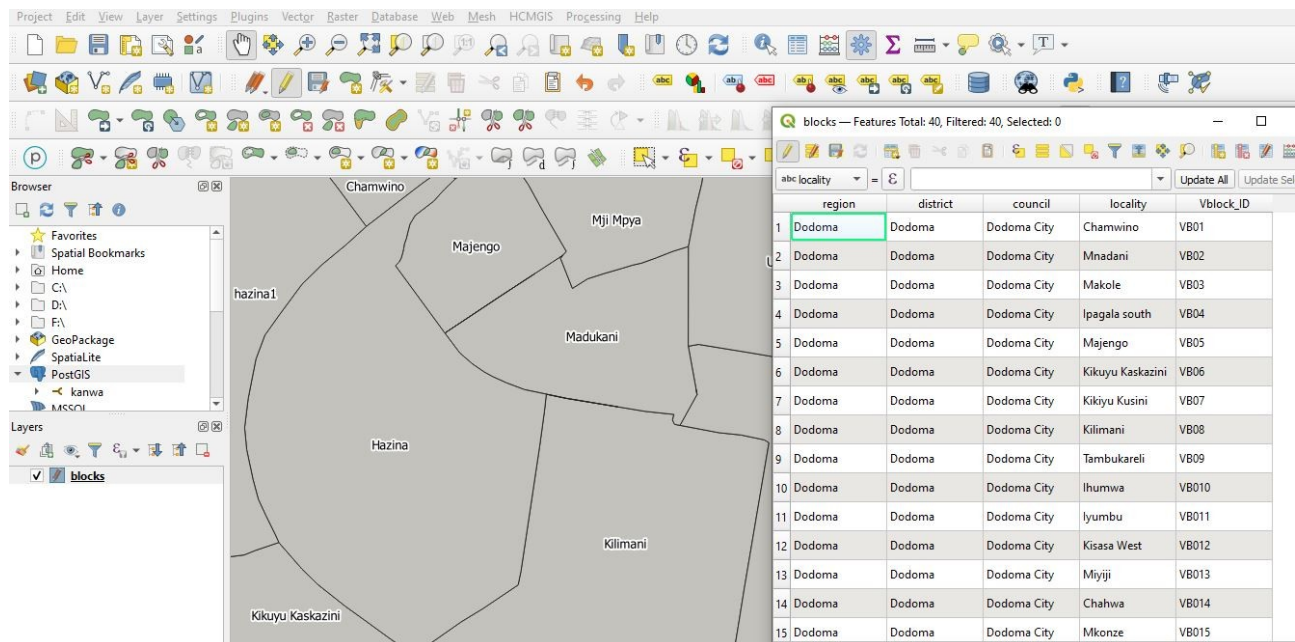 Project Edit View Layer Settings Plugins Vector Raster Database Web Mesh HCMGIS Processing Help
blocks — Features Total: 40, Filtered: 40, Selected: 0
abc locality = ε Update All Update Sel
region district council locality Vblock_ID
1 Dodoma Dodoma Dodoma City Chamwino VB01
2 Dodoma Dodoma Dodoma City Mnadani VB02
3 Dodoma Dodoma Dodoma City Makole VB03
4 Dodoma Dodoma Dodoma City Ipagala south VB04
5 Dodoma Dodoma Dodoma City Majengo VB05
6 Dodoma Dodoma Dodoma City Kikuyu Kaskazini VB06
7 Dodoma Dodoma Dodoma City Kikiyu Kusini VB07
8 Dodoma Dodoma Dodoma City Kilimani VB08
9 Dodoma Dodoma Dodoma City Tambukareli VB09
10 Dodoma Dodoma Dodoma City Ihumwa VB010
11 Dodoma Dodoma Dodoma City Iyumbu VB011
12 Dodoma Dodoma Dodoma City Kisasa West VB012
13 Dodoma Dodoma Dodoma City Miyiji VB013
14 Dodoma Dodoma Dodoma City Chahwa VB014
15 Dodoma Dodoma Dodoma City Mkonze VB015
Browser
Favorites
Spatial Bookmarks
Home
C:\
D:\
F:\
GeoPackage
SpatiaLite
PostGIS
kanwa
MSSQL
Layers
blocks
Chamwino
Mji Mpya
Majengo
hazina1
Madukani
Hazina
Kilimani
Kikuyu Kaskazini